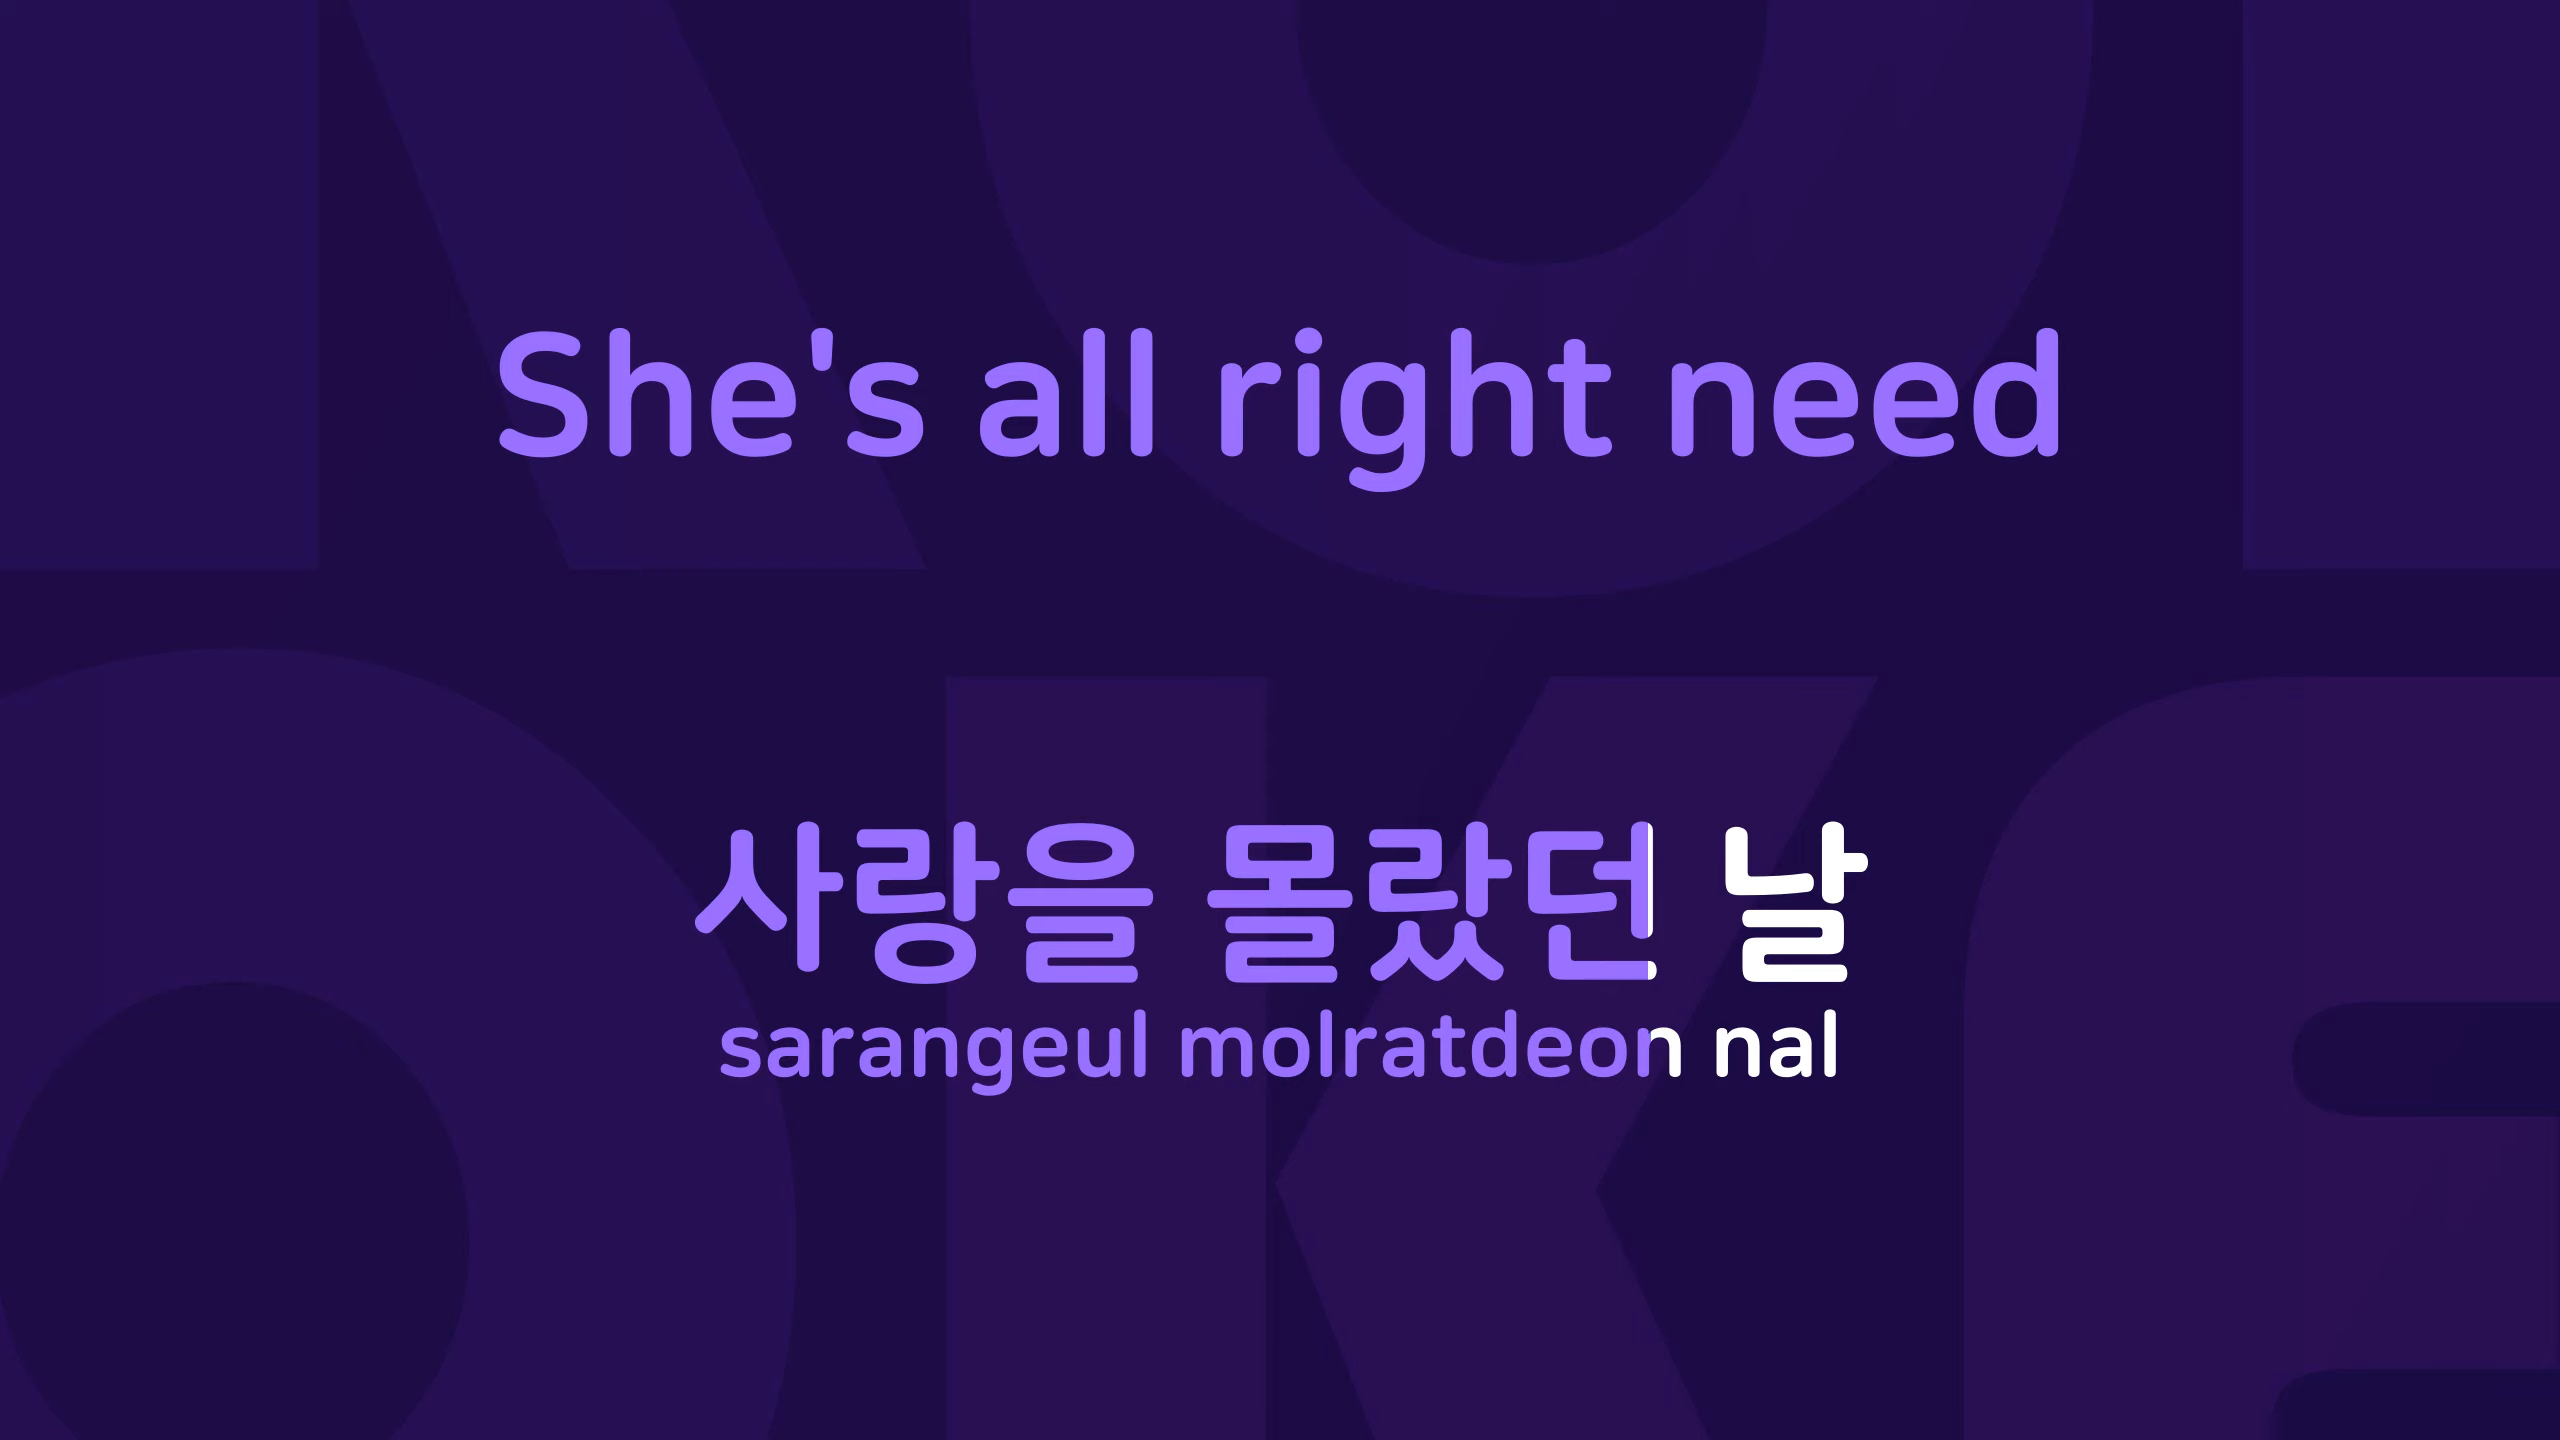 She's all right need
사랑을 몰랐던 날
sarangeul molratdeon nal